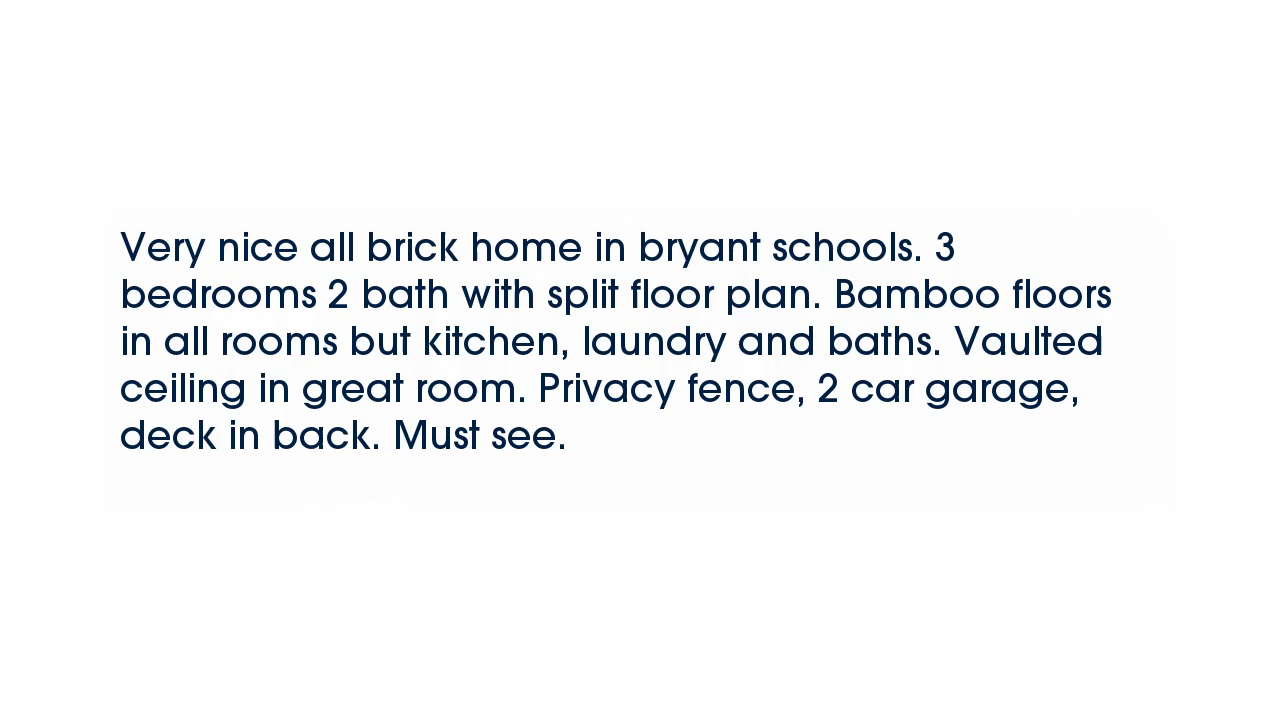 Very nice all brick home in bryant schools. 3
bedrooms 2 bath with split floor plan. Bamboo floors
in all rooms but kitchen, laundry and baths. Vaulted
ceiling in great room. Privacy fence, 2 car garage,
deck in back. Must see.